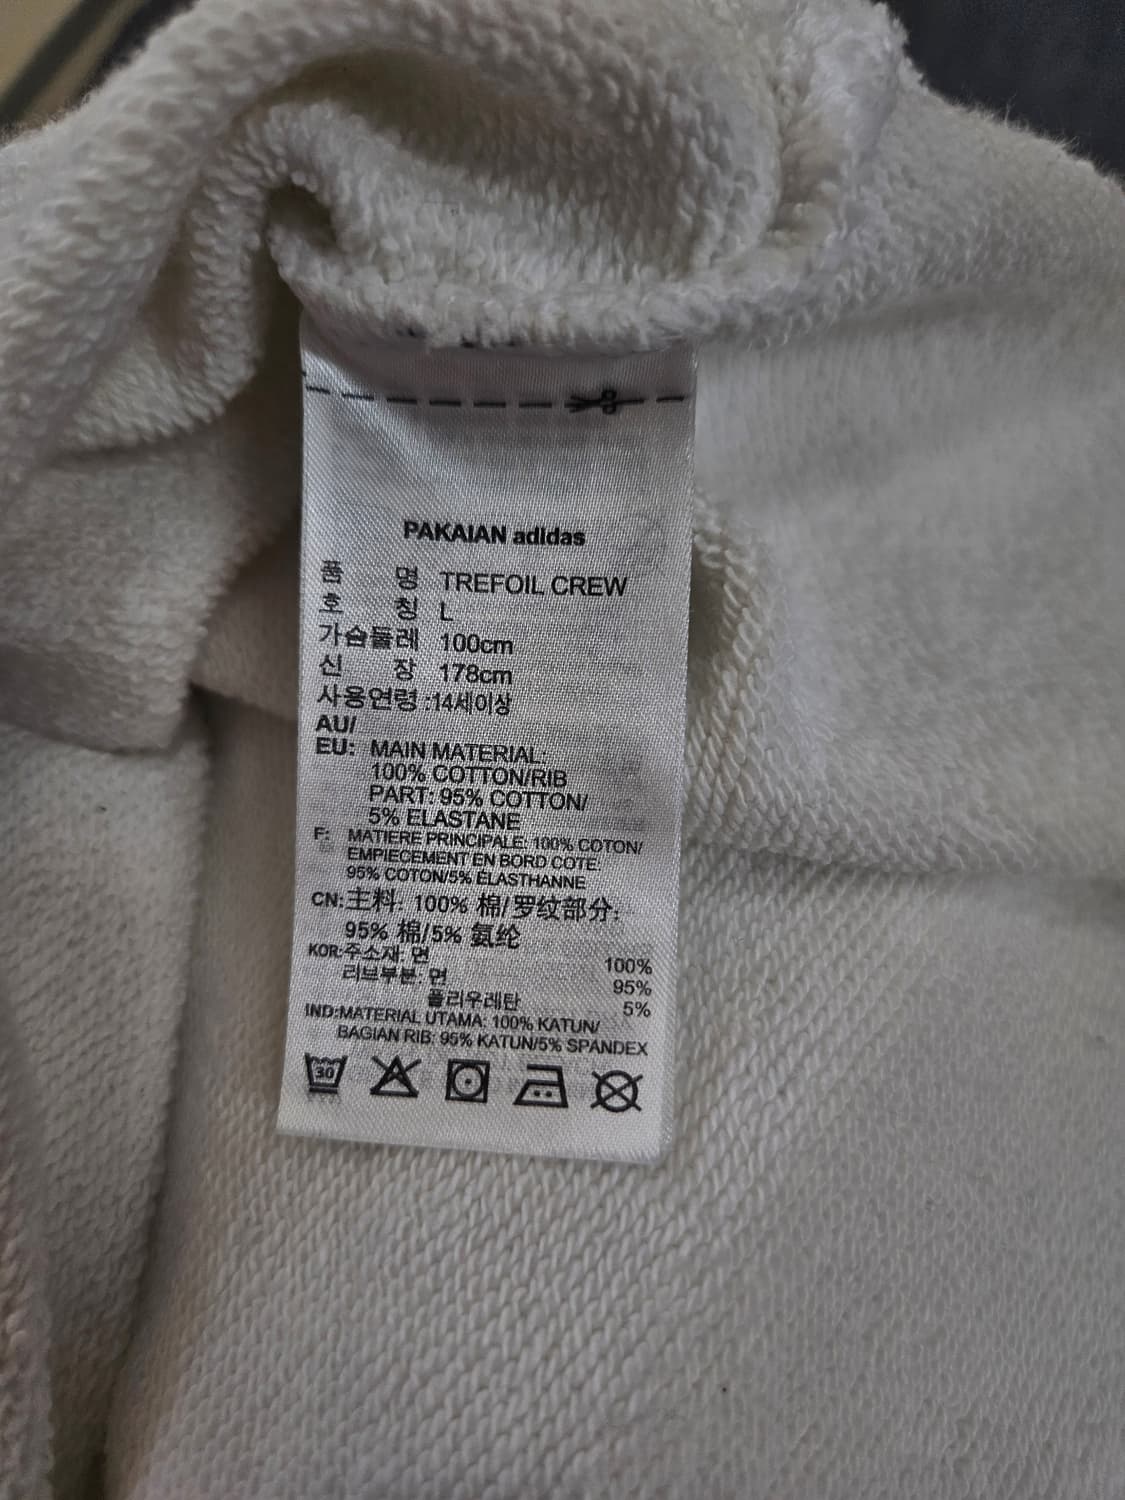 PAKAIAN adidas
품 명 TREFOIL CREW
호 칭 L
가슴둘레 100cm
신 장 178cm
사용연령 :14세이상
AU/
EU: MAIN MATERIAL:
100% COTTON/RIB
PART: 95% COTTON/
5% ELASTANE
F: MATIERE PRINCIPALE: 100% COTON/
EMPIECEMENT EN BORD COTE:
95% COTON/5% ELASTHANNE
CN:主料: 100% 棉/罗纹部分:
95% 棉/5% 氨纶
KOR:주소재: 면 100%
리브부분: 면 95%
폴리우레탄 5%
IND:MATERIAL UTAMA: 100% KATUN/
BAGIAN RIB: 95% KATUN/5% SPANDEX
30